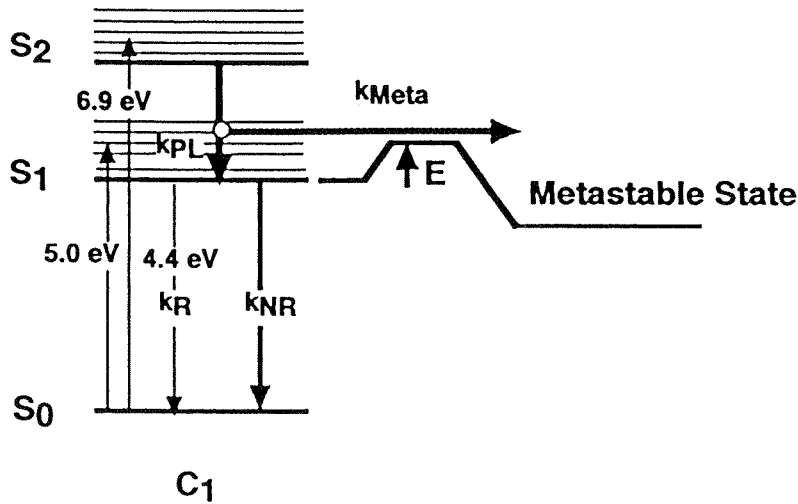 S2
6.9 eV
kMeta
kPL
S1
E
Metastable State
5.0 eV
4.4 eV
kR
kNR
S0
C1